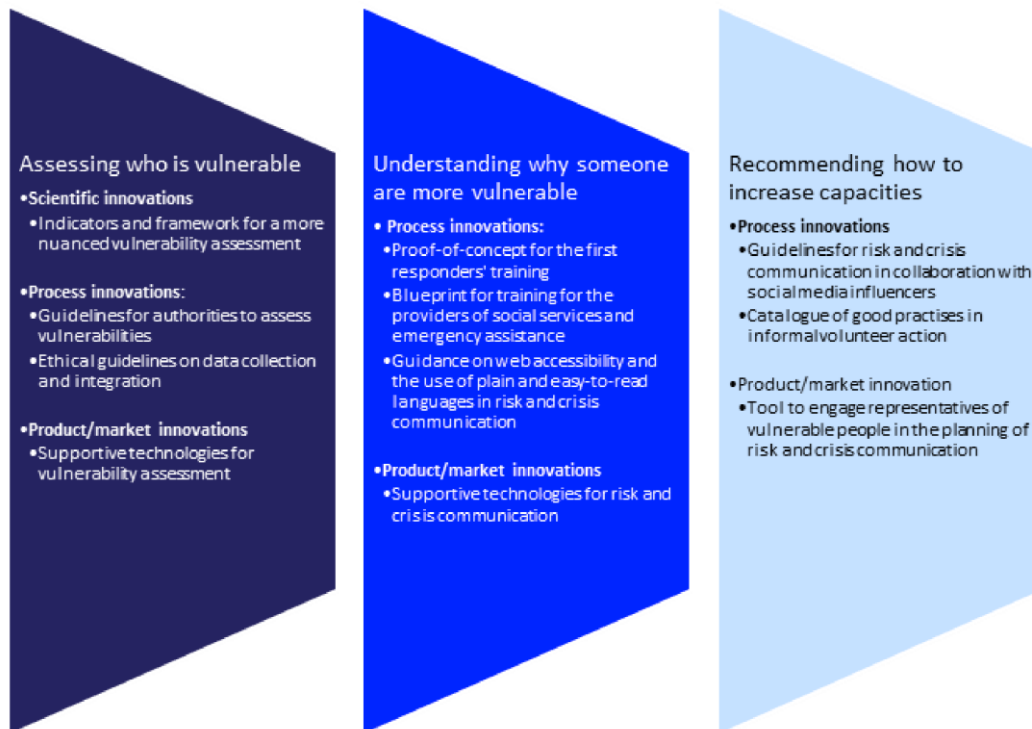 Assessing who is vulnerable
•Scientific innovations
•Indicators and framework for a more
nuanced vulnerability assessment
•Process innovations:
•Guidelines for authorities to assess
vulnerabilities
•Ethical guidelines on data collection
and integration
•Product/market innovations
•Supportive technologies for
vulnerability assessment
Understanding why someone
are more vulnerable
• Process innovations:
•Proof-of-concept for the first
responders' training
•Blueprint for training for the
providers of social services and
emergency assistance
•Guidance on web accessibility and
the use of plain and easy-to-read
languages in risk and crisis
communication
•Product/market innovations
•Supportive technologies for risk and
crisis communication
Recommending how to
increase capacities
•Process innovations
•Guidelines for risk and crisis
communication in collaboration with
social media influencers
•Catalogue of good practises in
informal volunteer action
•Product/market innovation
•Tool to engage representatives of
vulnerable people in the planning of
risk and crisis communication